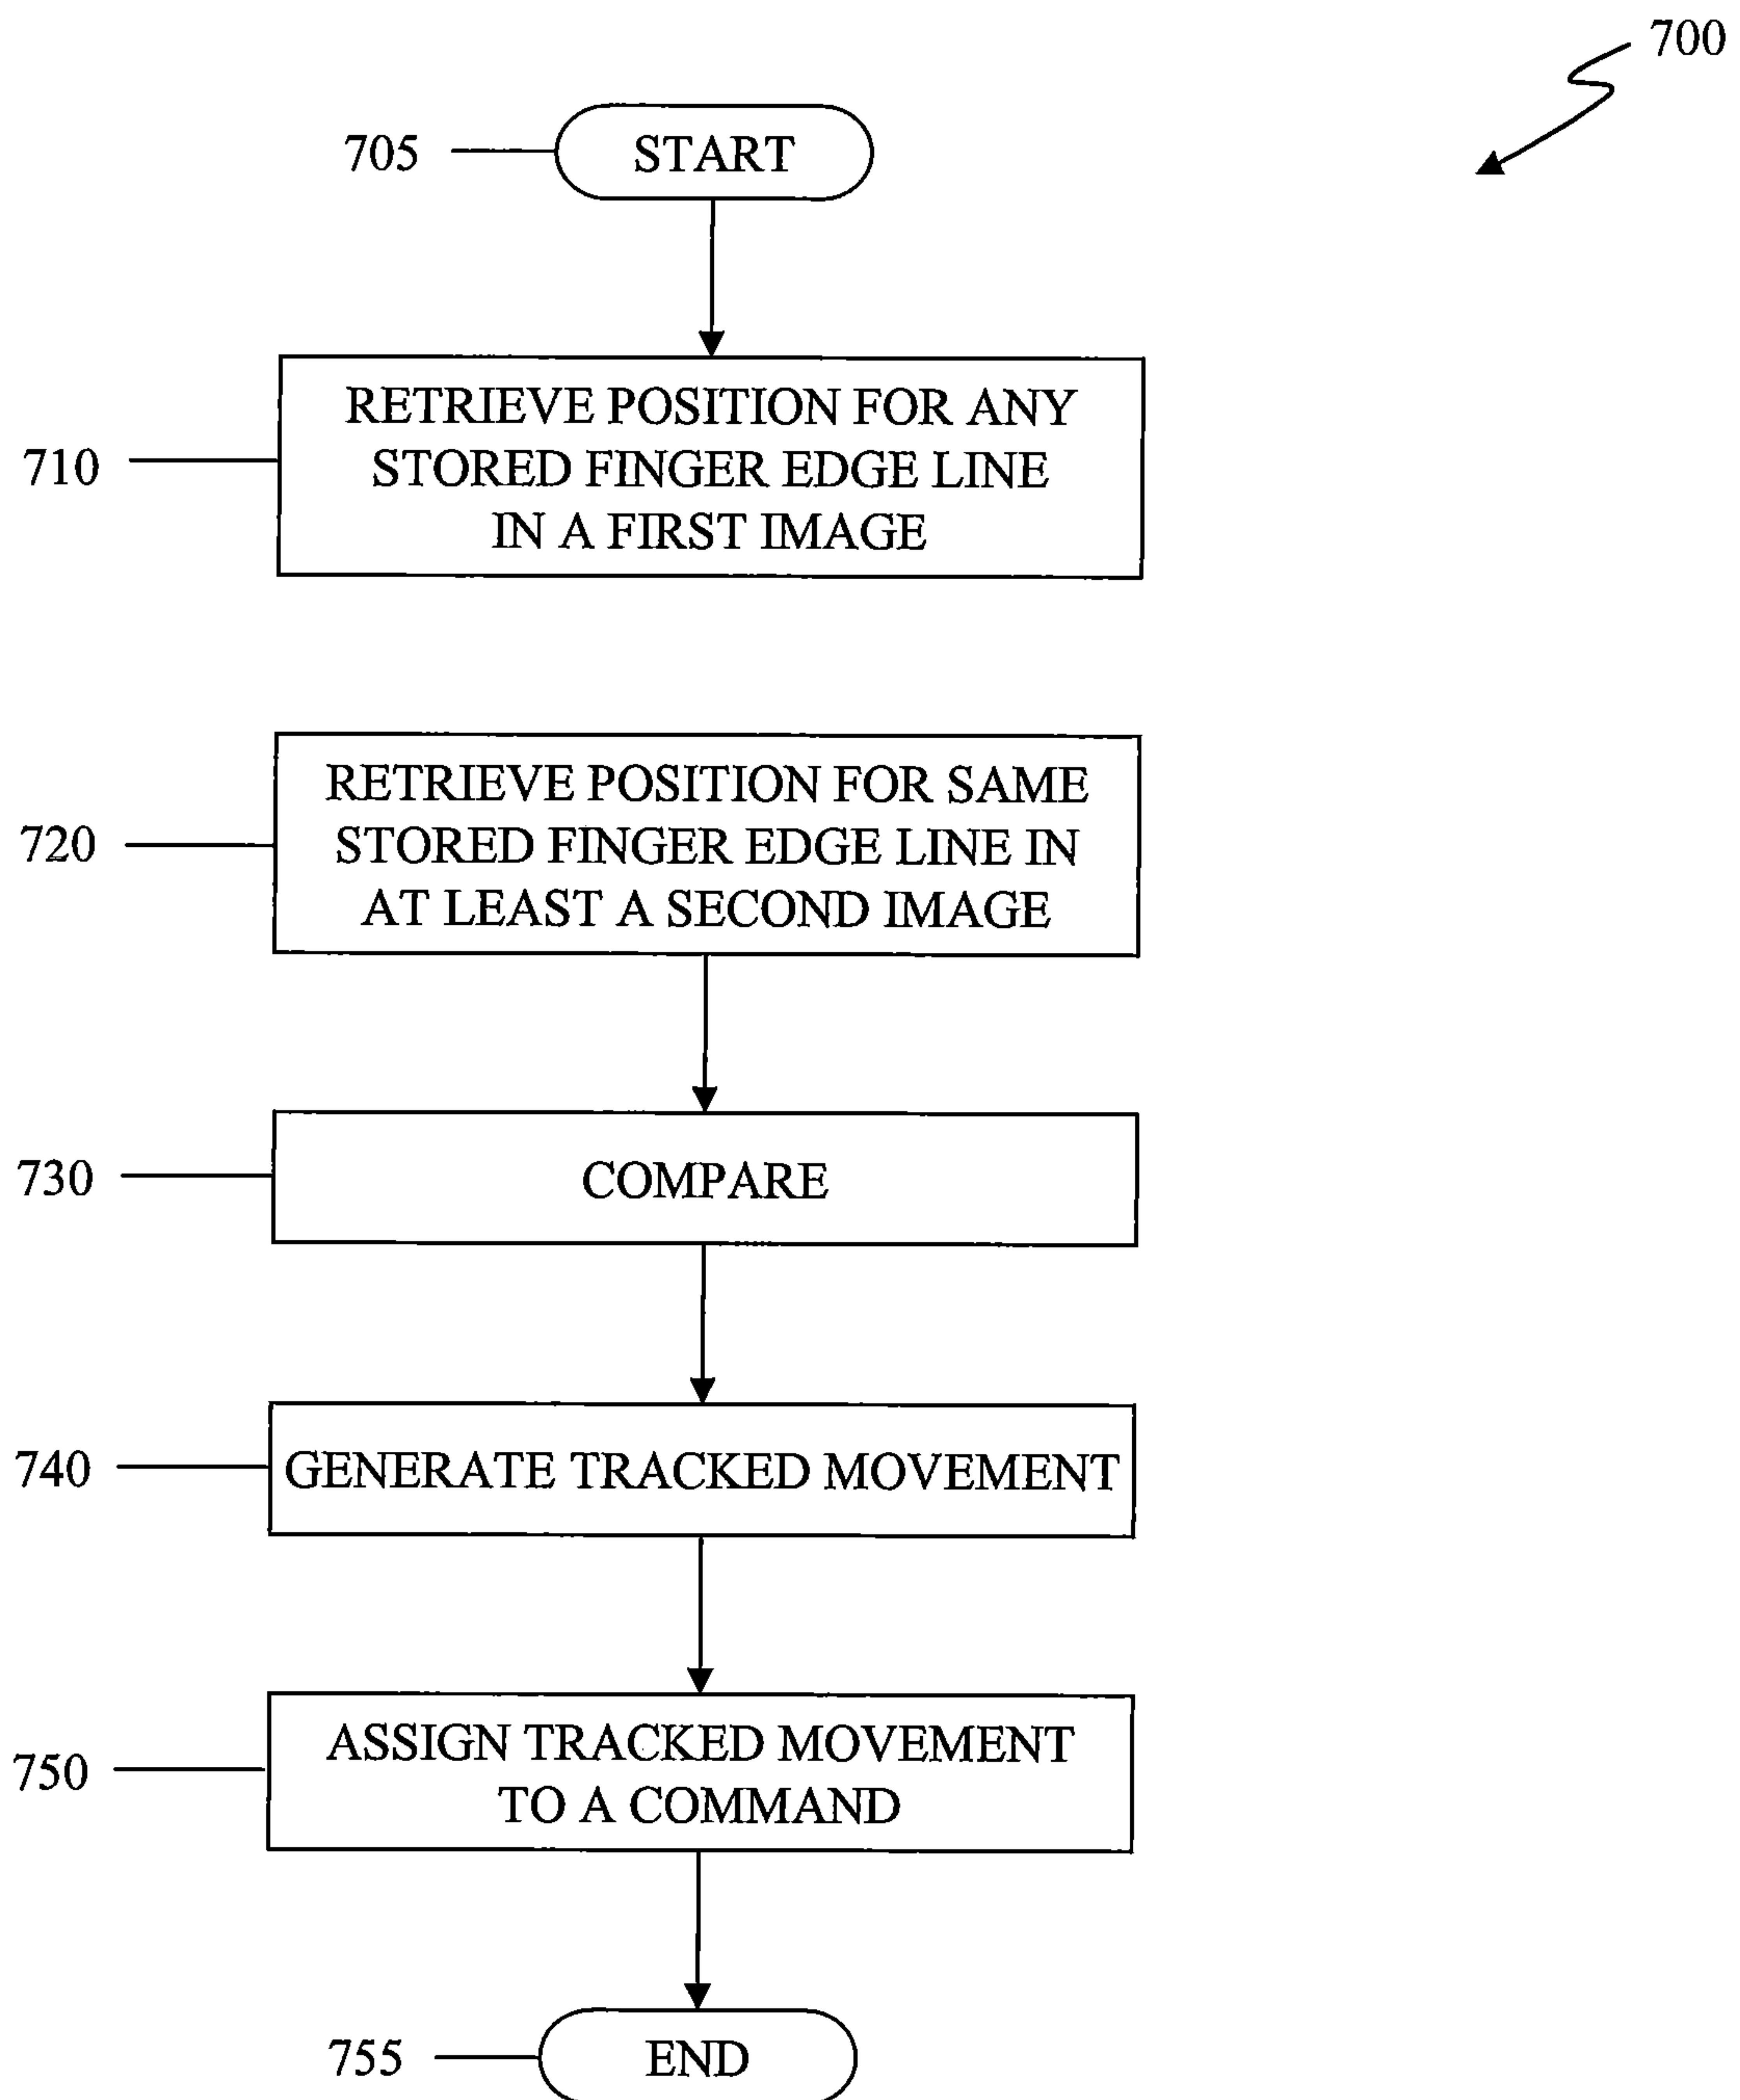 700
705
START
710
RETRIEVE POSITION FOR ANY
STORED FINGER EDGE LINE
IN A FIRST IMAGE
720
RETRIEVE POSITION FOR SAME
STORED FINGER EDGE LINE IN
AT LEAST A SECOND IMAGE
730
COMPARE
740
GENERATE TRACKED MOVEMENT
750
ASSIGN TRACKED MOVEMENT
TO A COMMAND
755
END